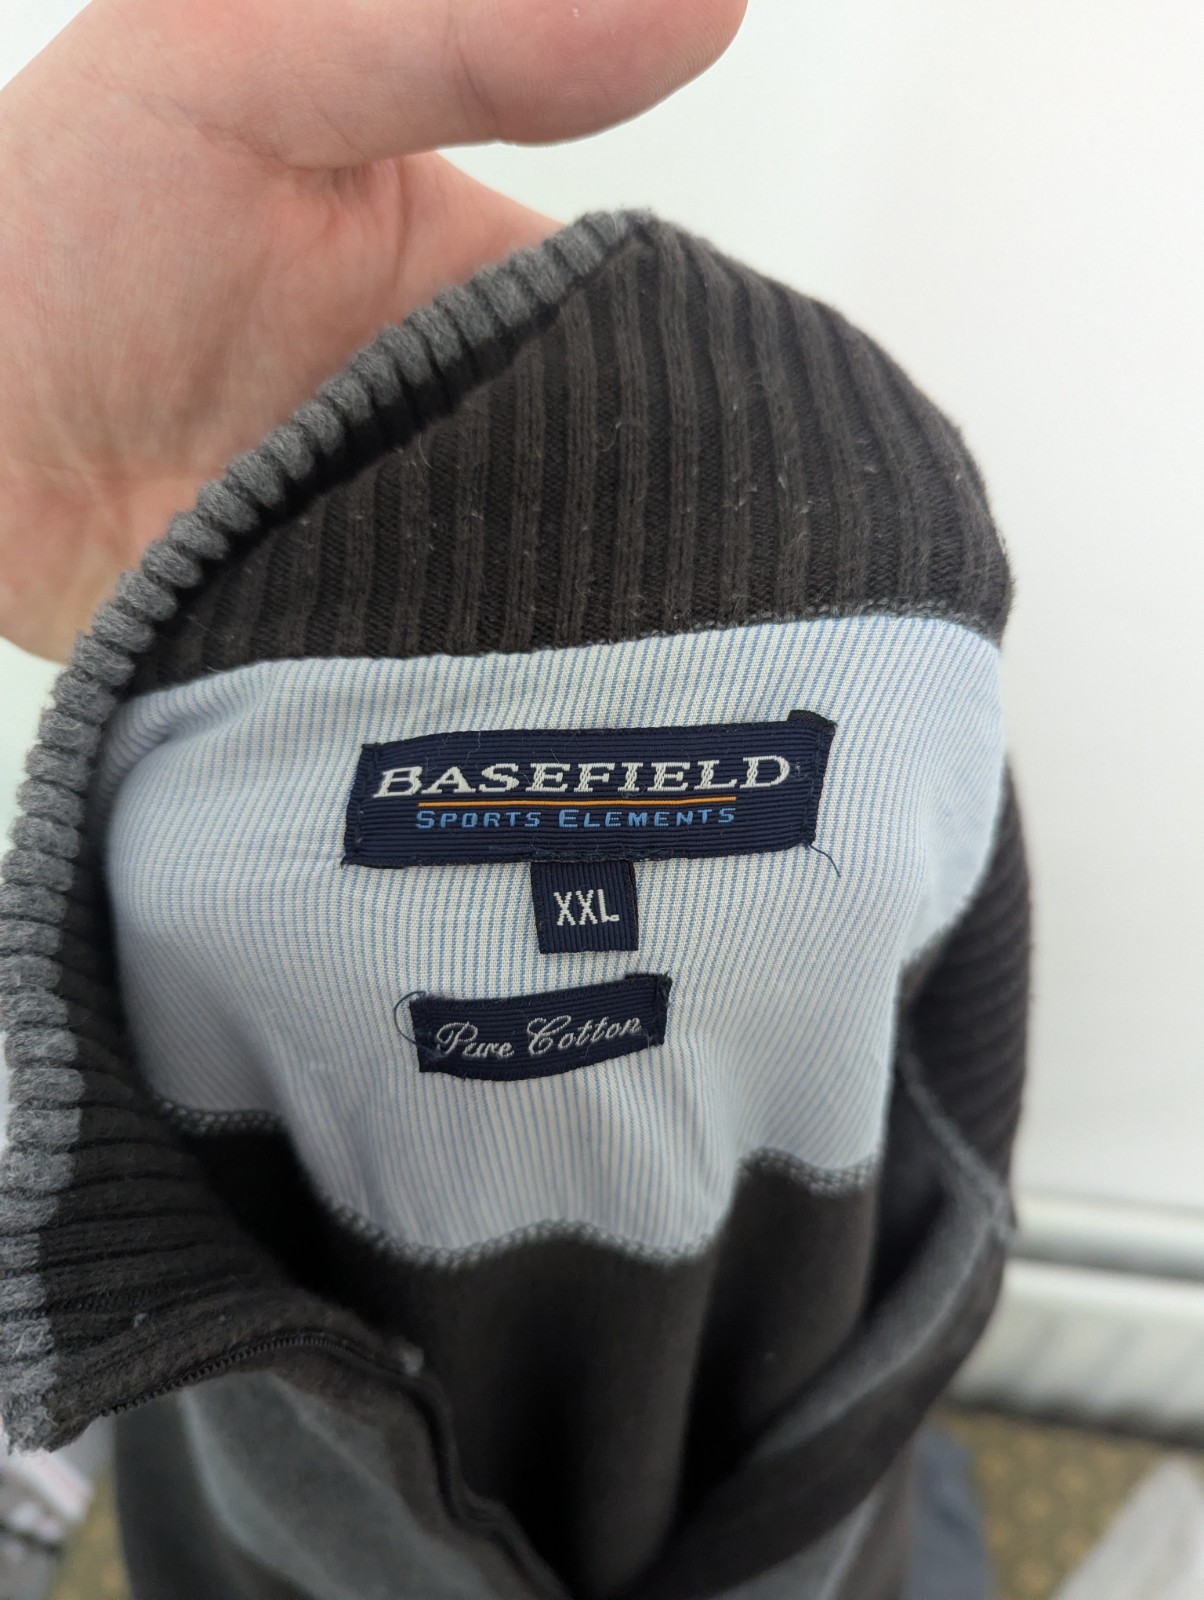 BASEFIELD
SPORTS ELEMENTS
XXL
Pure Cotton